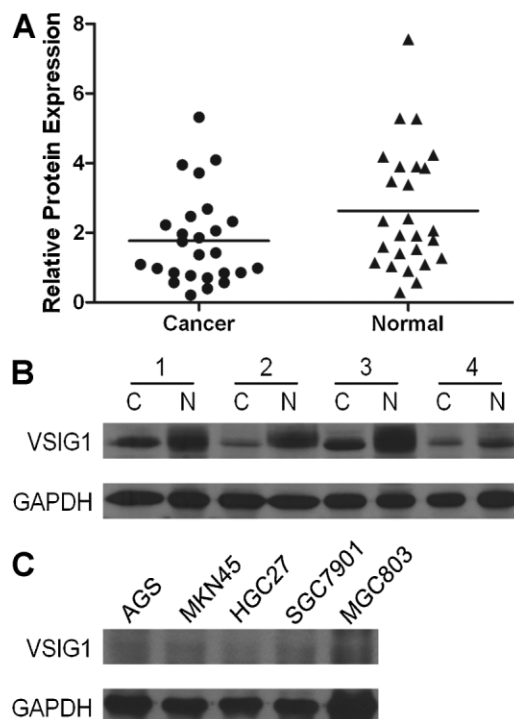 A
Relative Protein Expression
8
6
4
2
0
Cancer Normal
B
1 2 3 4
C N C N C N C N
VSIG1
GAPDH
C
AGS MKN45 HGC27 SGC7901 MGC803
VSIG1
GAPDH